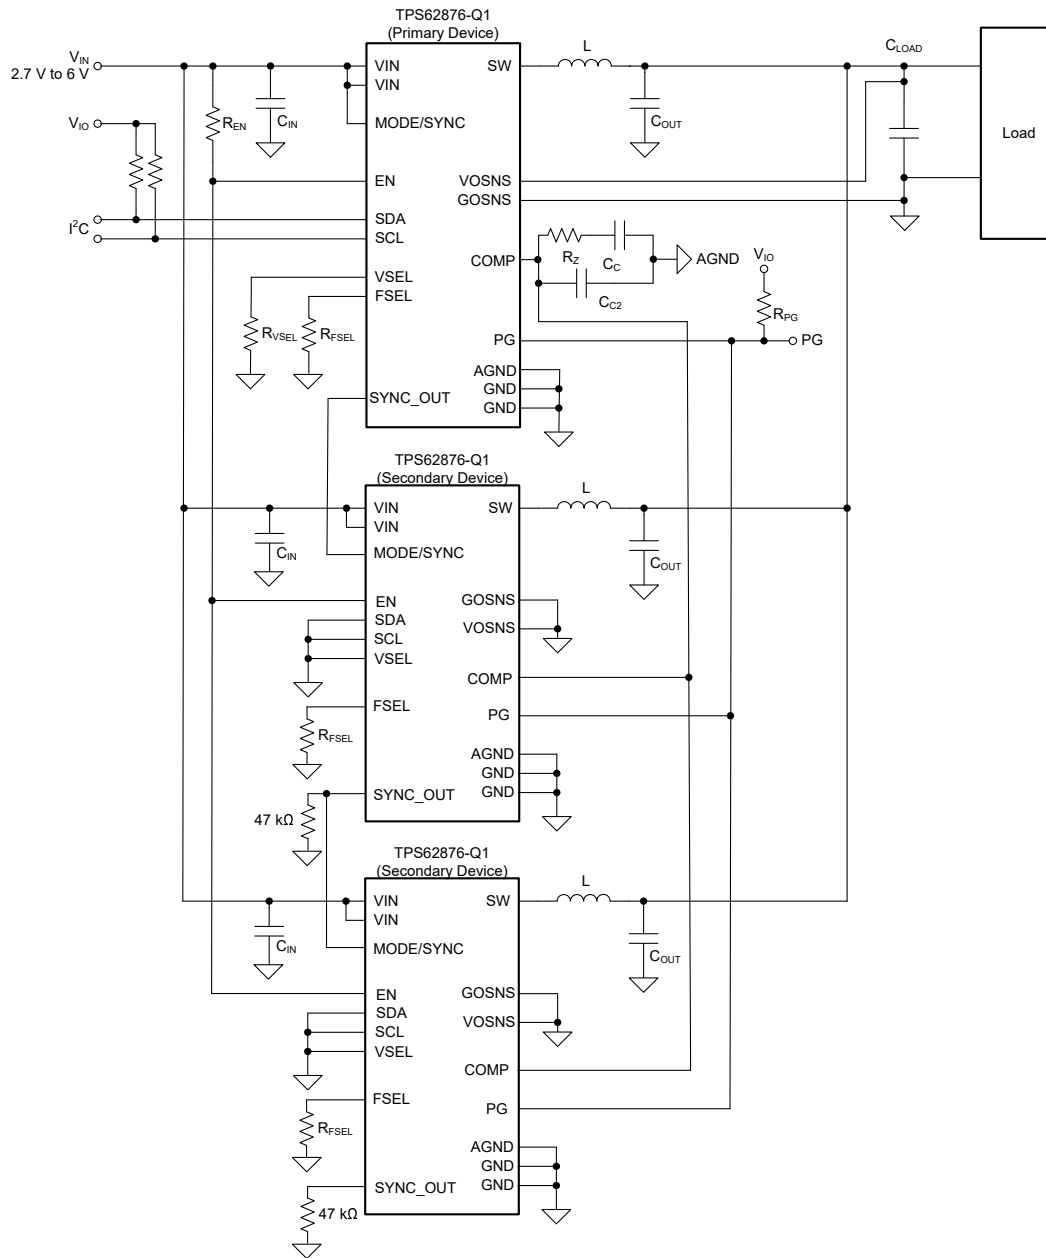 TPS62876-Q1
(Primary Device)
V_IN
2.7 V to 6 V
VIN
VIN
SW
L
C_LOAD
R_EN
C_IN
MODE/SYNC
C_OUT
V_IO
Load
EN
VOSNS
GOSNS
SDA
I²C
SCL
COMP
R_Z
C_C
AGND
C_C2
V_IO
VSEL
FSEL
R_VSEL
R_FSEL
R_PG
PG
PG
AGND
GND
GND
SYNC_OUT
TPS62876-Q1
(Secondary Device)
VIN
VIN
SW
L
C_IN
MODE/SYNC
C_OUT
EN
GOSNS
SDA
SCL
VOSNS
VSEL
COMP
FSEL
PG
R_FSEL
AGND
GND
GND
SYNC_OUT
47 kΩ
TPS62876-Q1
(Secondary Device)
VIN
VIN
SW
L
C_IN
MODE/SYNC
C_OUT
EN
GOSNS
SDA
SCL
VOSNS
VSEL
COMP
FSEL
PG
R_FSEL
AGND
GND
GND
SYNC_OUT
47 kΩ